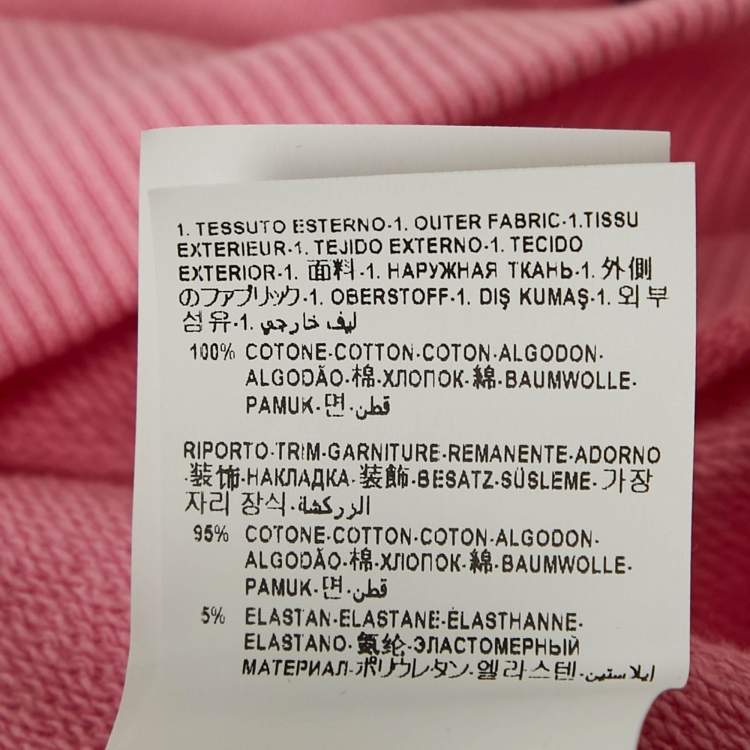 1. TESSUTO ESTERNO·1. OUTER FABRIC·1.TISSU
EXTERIEUR·1. TEJIDO EXTERNO·1. TECIDO
EXTERIOR·1. 面料·1. НАРУЖНАЯ ТКАНЬ·1. 外側
のファブリック·1. OBERSTOFF·1. DIŞ KUMAŞ·1. 외부
섬유·1. ليف خارجي
100% COTONE·COTTON·COTON·ALGODON·
ALGODÃO·棉·ХЛОПОК·綿·BAUMWOLLE·
PAMUK·면·قطن
RIPORTO·TRIM·GARNITURE·REMANENTE·ADORNO
·装饰·НАКЛАДКА·装飾·BESATZ·SÜSLEME·가장
자리 장식·الزركشة
95% COTONE·COTTON·COTON·ALGODON·
ALGODÃO·棉·ХЛОПОК·綿·BAUMWOLLE·
PAMUK·면·قطن
5% ELASTAN·ELASTANE·ÉLASTHANNE·
ELASTANO·氨纶·ЭЛАСТОМЕРНЫЙ
МАТЕРИАЛ·ポリウレタン·엘라스텐·ايلاستين